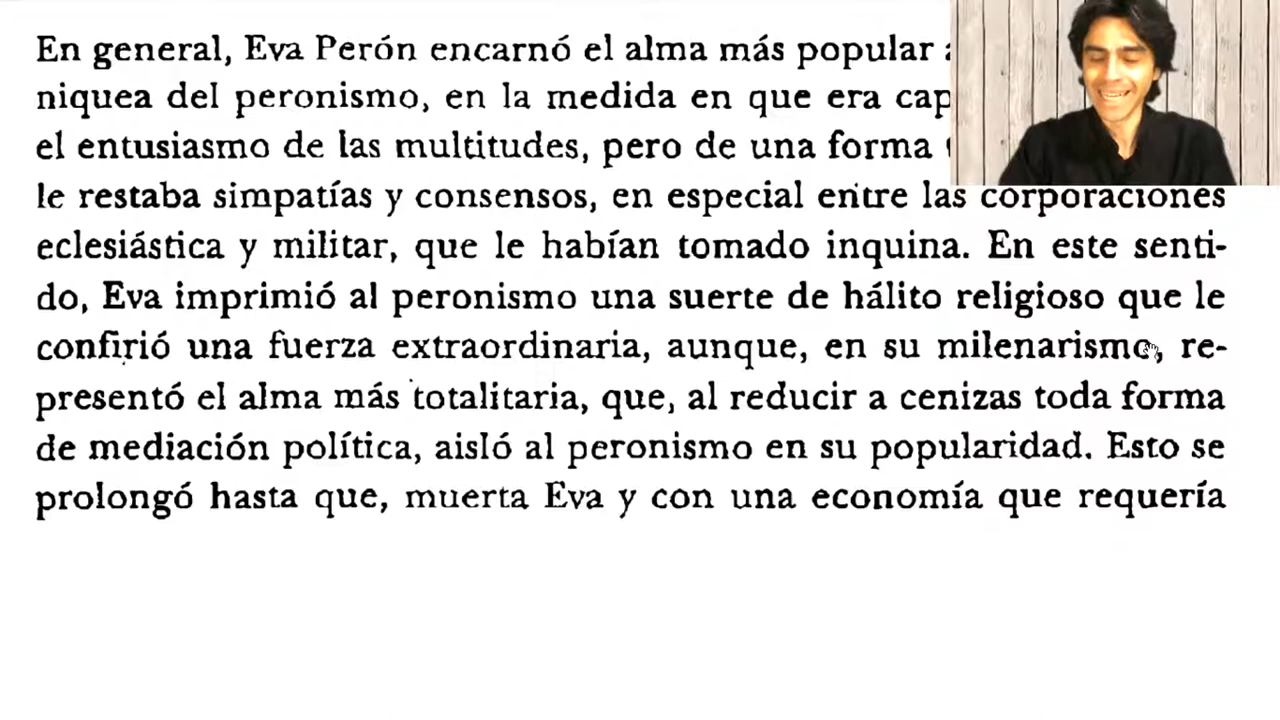 En general, Eva Perón encarnó el alma más popular
niquea del peronismo, en la medida en que era
el entusiasmo de las multitudes, pero de una forma
le restaba simpatías y consensos, en especial entre las corporaciones
eclesiástica y militar, que le habían tomado inquina. En este senti-
do, Eva imprimió al peronismo una suerte de hálito religioso que le
confirió una fuerza extraordinaria, aunque, en su milenarismo, re-
presentó el alma más totalitaria, que, al reducir a cenizas toda forma
de mediación política, aisló al peronismo en su popularidad. Esto se
prolongó hasta que, muerta Eva y con una economía que requería